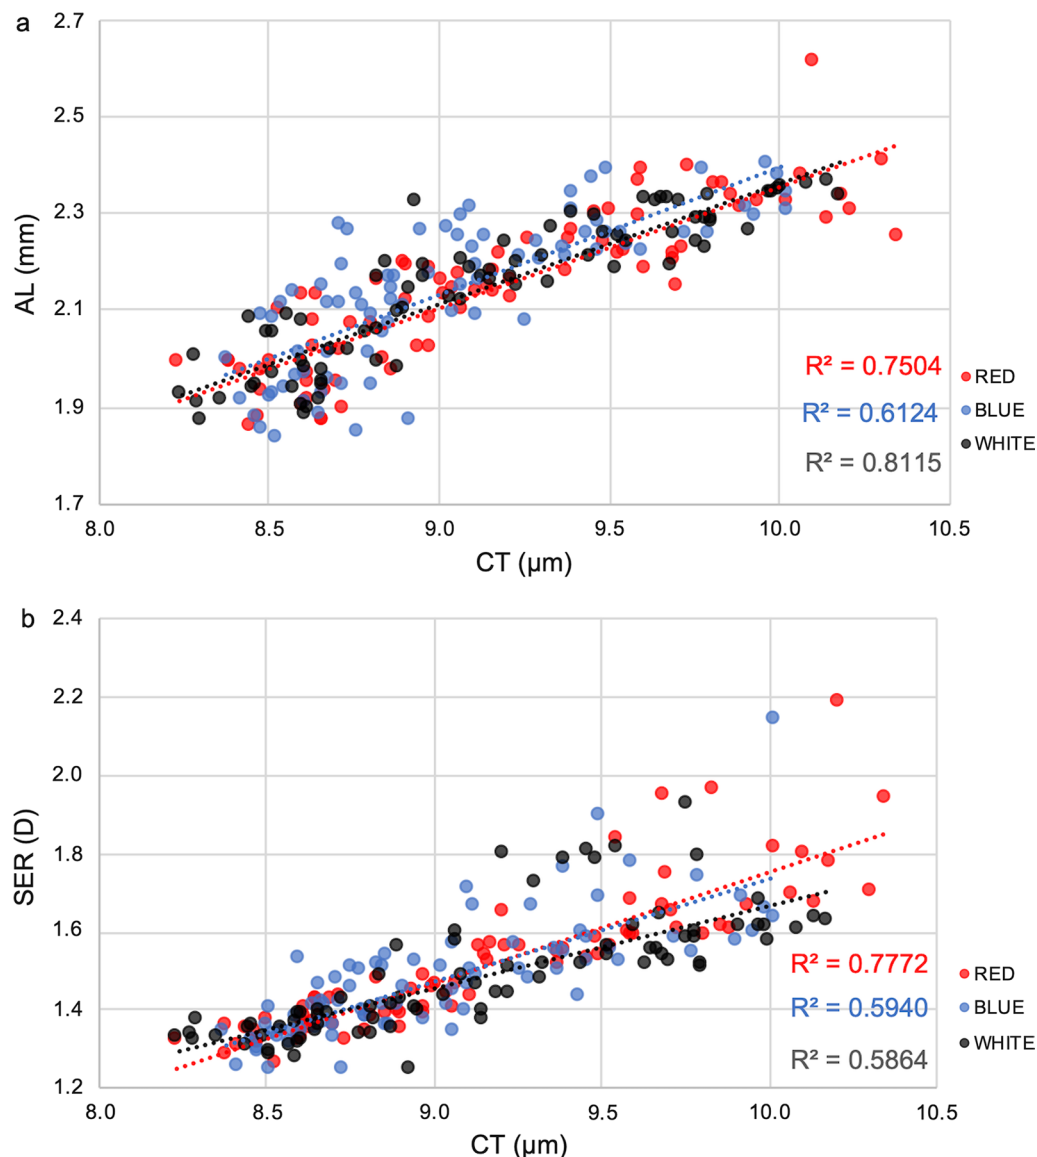 a
2.7
2.5
2.3
2.1
1.9
1.7
AL (mm)
R² = 0.7504
R² = 0.6124
R² = 0.8115
RED
BLUE
WHITE
8.0 8.5 9.0 9.5 10.0 10.5
CT (µm)
b
2.4
2.2
2.0
1.8
1.6
1.4
1.2
SER (D)
R² = 0.7772
R² = 0.5940
R² = 0.5864
RED
BLUE
WHITE
8.0 8.5 9.0 9.5 10.0 10.5
CT (µm)